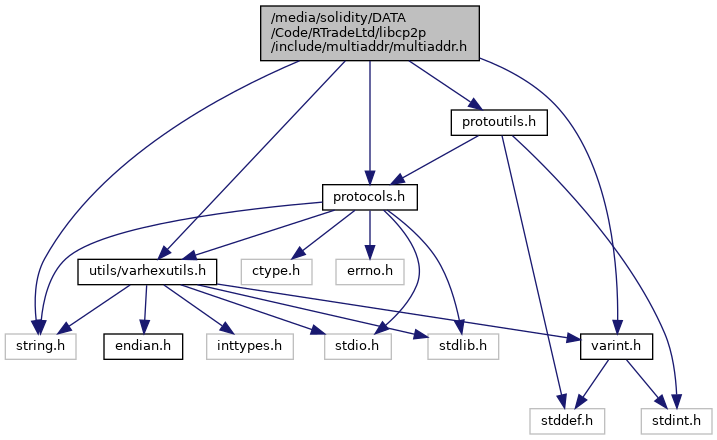 /media/solidity/DATA
/Code/RTradeLtd/libcp2p
/include/multiaddr/multiaddr.h
protoutils.h
protocols.h
utils/varhexutils.h
ctype.h
errno.h
string.h
endian.h
inttypes.h
stdio.h
stdlib.h
varint.h
stddef.h
stdint.h